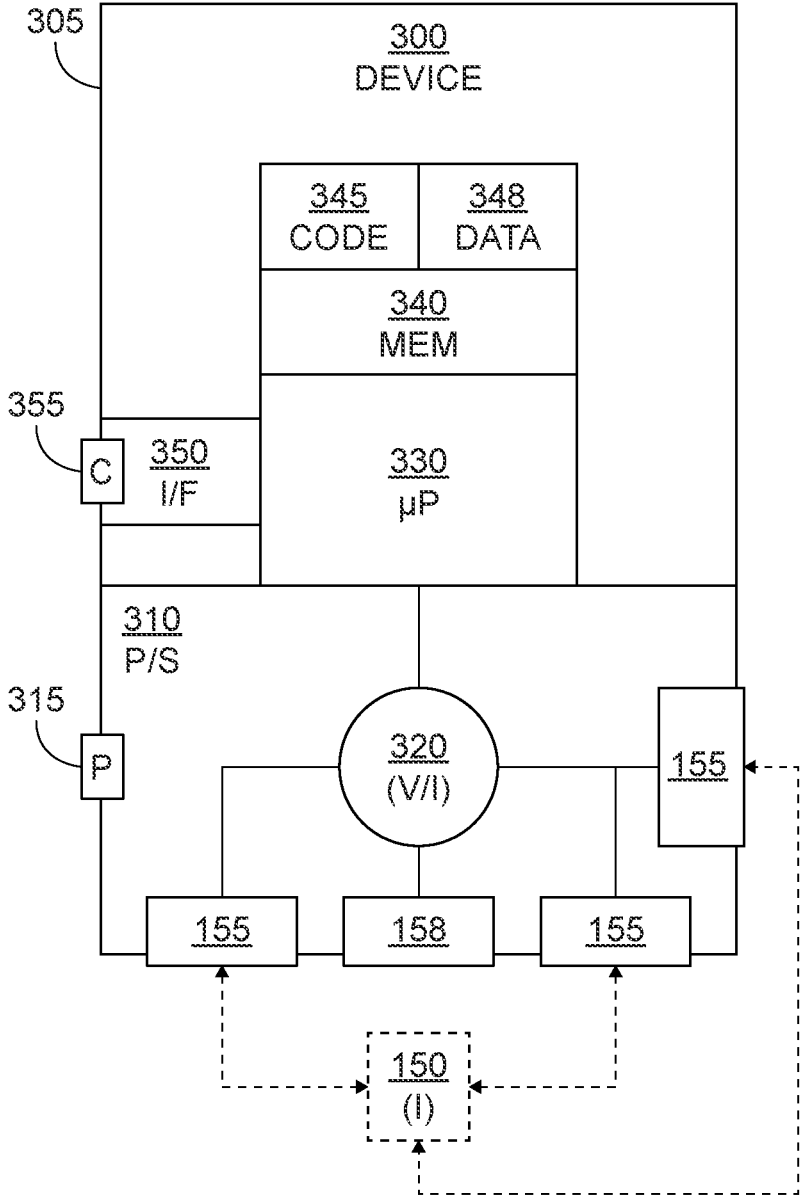 305
300
DEVICE
345
CODE
348
DATA
340
MEM
355
C
350
I/F
330
µP
310
P/S
315
P
320
(V/I)
155
155
158
155
150
(I)